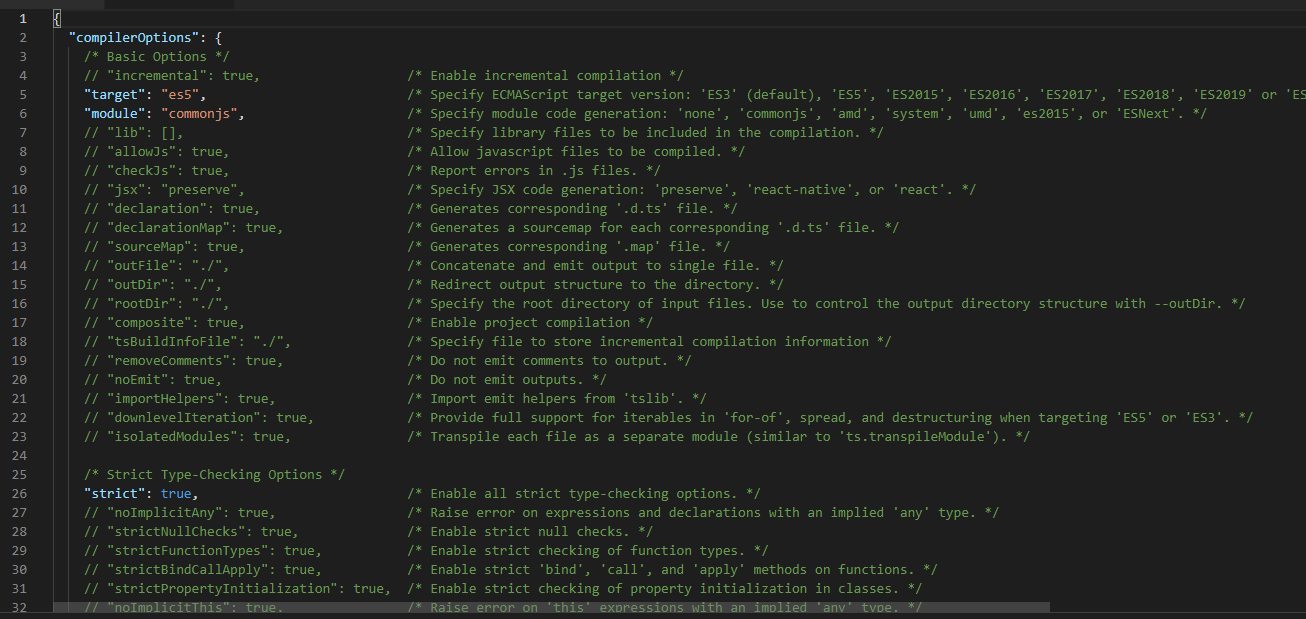 1 {
2 "compilerOptions": {
3 /* Basic Options */
4 // "incremental": true, /* Enable incremental compilation */
5 "target": "es5", /* Specify ECMAScript target version: 'ES3' (default), 'ES5', 'ES2015', 'ES2016', 'ES2017', 'ES2018', 'ES2019' or 'ES
6 "module": "commonjs", /* Specify module code generation: 'none', 'commonjs', 'amd', 'system', 'umd', 'es2015', or 'ESNext'. */
7 // "lib": [], /* Specify library files to be included in the compilation. */
8 // "allowJs": true, /* Allow javascript files to be compiled. */
9 // "checkJs": true, /* Report errors in .js files. */
10 // "jsx": "preserve", /* Specify JSX code generation: 'preserve', 'react-native', or 'react'. */
11 // "declaration": true, /* Generates corresponding '.d.ts' file. */
12 // "declarationMap": true, /* Generates a sourcemap for each corresponding '.d.ts' file. */
13 // "sourceMap": true, /* Generates corresponding '.map' file. */
14 // "outFile": "./", /* Concatenate and emit output to single file. */
15 // "outDir": "./", /* Redirect output structure to the directory. */
16 // "rootDir": "./", /* Specify the root directory of input files. Use to control the output directory structure with --outDir. */
17 // "composite": true, /* Enable project compilation */
18 // "tsBuildInfoFile": "./", /* Specify file to store incremental compilation information */
19 // "removeComments": true, /* Do not emit comments to output. */
20 // "noEmit": true, /* Do not emit outputs. */
21 // "importHelpers": true, /* Import emit helpers from 'tslib'. */
22 // "downlevelIteration": true, /* Provide full support for iterables in 'for-of', spread, and destructuring when targeting 'ES5' or 'ES3'. */
23 // "isolatedModules": true, /* Transpile each file as a separate module (similar to 'ts.transpileModule'). */
24
25 /* Strict Type-Checking Options */
26 "strict": true, /* Enable all strict type-checking options. */
27 // "noImplicitAny": true, /* Raise error on expressions and declarations with an implied 'any' type. */
28 // "strictNullChecks": true, /* Enable strict null checks. */
29 // "strictFunctionTypes": true, /* Enable strict checking of function types. */
30 // "strictBindCallApply": true, /* Enable strict 'bind', 'call', and 'apply' methods on functions. */
31 // "strictPropertyInitialization": true, /* Enable strict checking of property initialization in classes. */
32 // "noImplicitThis": true, /* Raise error on 'this' expressions with an implied 'any' type. */